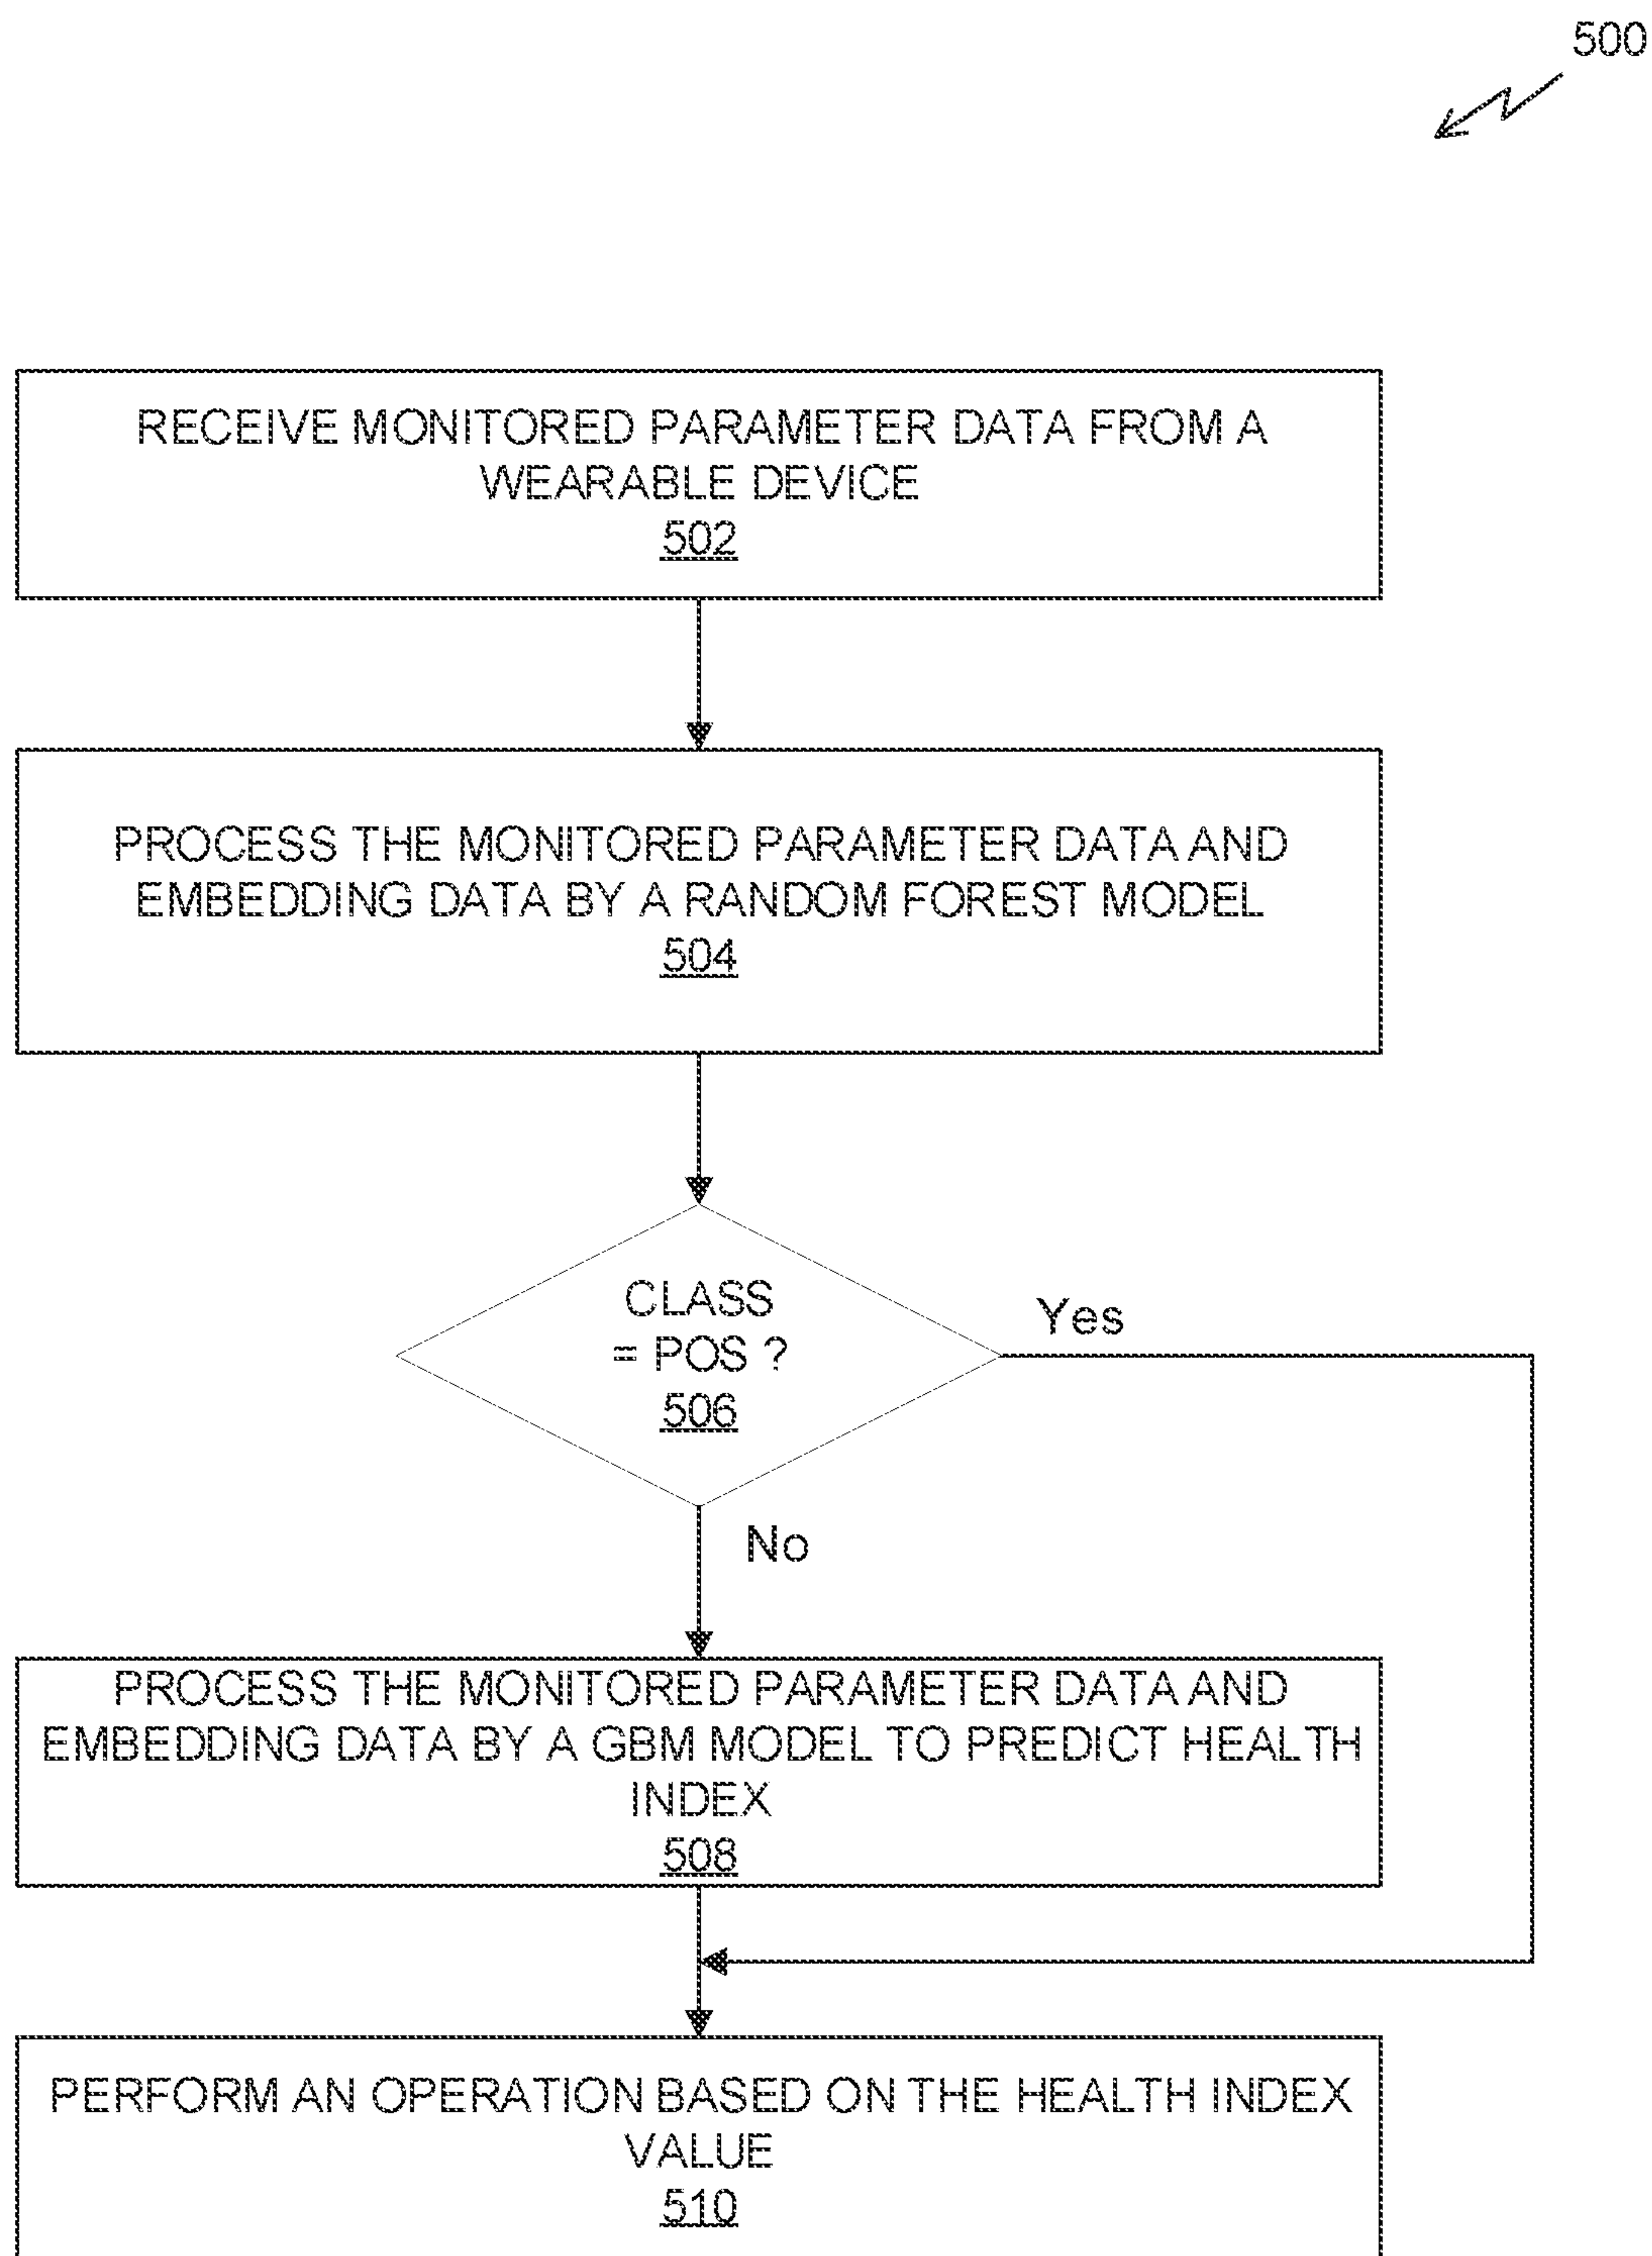 500
RECEIVE MONITORED PARAMETER DATA FROM A
WEARABLE DEVICE
502
PROCESS THE MONITORED PARAMETER DATA AND
EMBEDDING DATA BY A RANDOM FOREST MODEL
504
CLASS
= POS ?
506
Yes
No
PROCESS THE MONITORED PARAMETER DATA AND
EMBEDDING DATA BY A GBM MODEL TO PREDICT HEALTH
INDEX
508
PERFORM AN OPERATION BASED ON THE HEALTH INDEX
VALUE
510